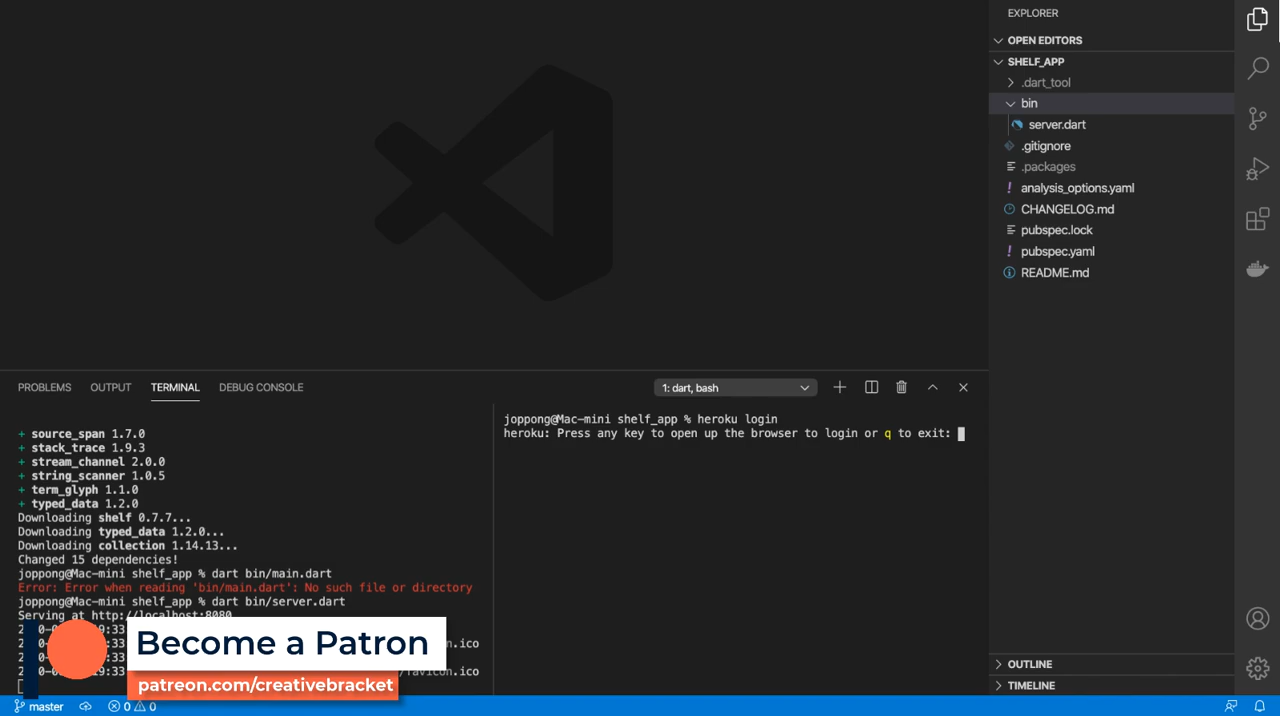 EXPLORER
OPEN EDITORS
SHELF_APP
.dart_tool
bin
server.dart
.gitignore
.packages
analysis_options.yaml
CHANGELOG.md
pubspec.lock
pubspec.yaml
README.md
OUTLINE
TIMELINE
PROBLEMS OUTPUT TERMINAL DEBUG CONSOLE
1: dart, bash
+ source_span 1.7.0
+ stack_trace 1.9.3
+ stream_channel 2.0.0
+ string_scanner 1.0.5
+ term_glyph 1.1.0
+ typed_data 1.2.0
Downloading shelf 0.7.7...
Downloading typed_data 1.2.0...
Downloading collection 1.14.13...
Changed 15 dependencies!
joppong@Mac-mini shelf_app % dart bin/main.dart
Error: Error when reading 'bin/main.dart': No such file or directory
joppong@Mac-mini shelf_app % dart bin/server.dart
Serving at http://localhost:8080
joppong@Mac-mini shelf_app % heroku login
heroku: Press any key to open up the browser to login or q to exit:
Become a Patron
patreon.com/creativebracket
master
0 0